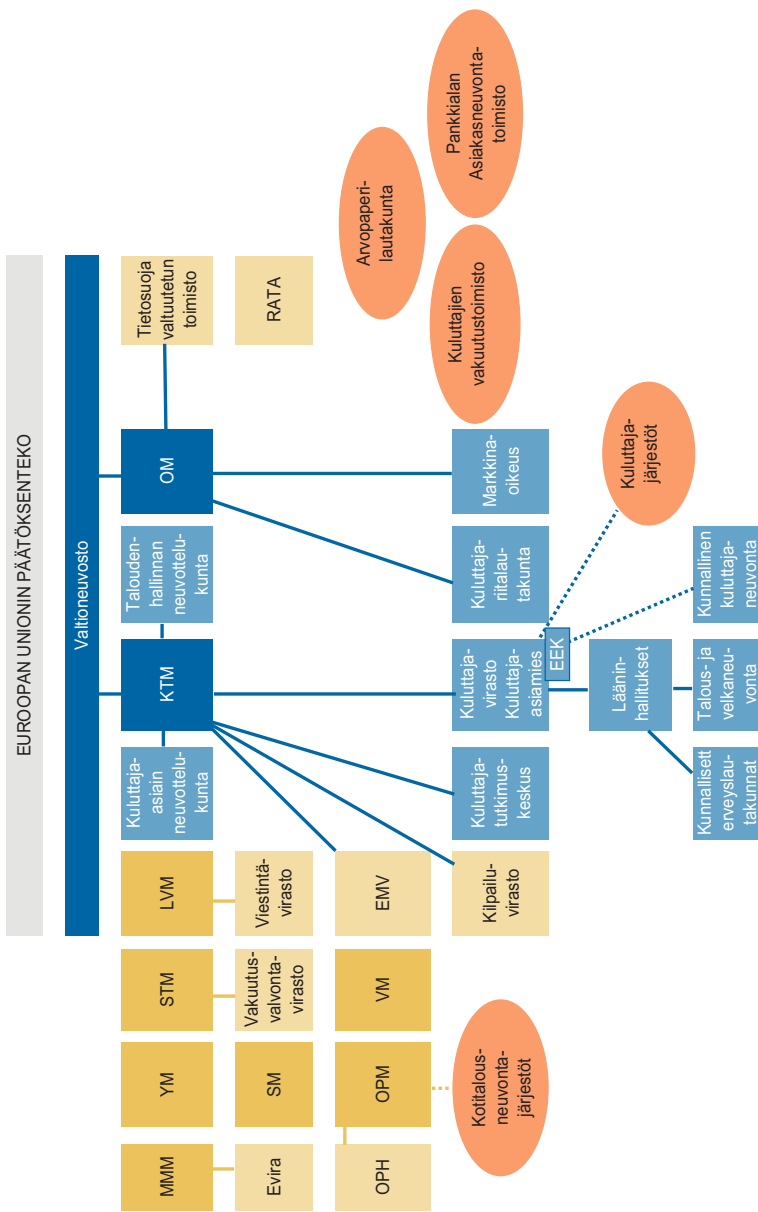 EUROOPAN UNIONIN PÄÄTÖKSENTEKO
Valtioneuvosto
MMM
YM
STM
LVM
Kuluttaja-
asiain
neuvottelu-
kunta
KTM
Talouden-
hallinnan
neuvottelu-
kunta
OM
Tietosuoja
valtuutetun
toimisto
Evira
SM
Vakuutus-
valvonta-
virasto
Viestintä-
virasto
RATA
OPH
OPM
VM
EMV
Arvopaperi-
lautakunta
Kotitalous-
neuvonta-
järjestöt
Kilpailu-
virasto
Kuluttaja-
tutkimus-
keskus
Kuluttaja-
virasto
Kuluttaja-
asiamies
EEK
Kuluttaja-
riitalau-
takunta
Markkina-
oikeus
Kuluttajien
vakuutustoimisto
Pankkialan
Asiakasneuvonta-
toimisto
Läänin-
hallitukset
Kuluttaja-
järjestöt
Kunnallisett
erveyslau-
takunnat
Talous- ja
velkaneu-
vonta
Kunnallinen
kuluttaja-
neuvonta